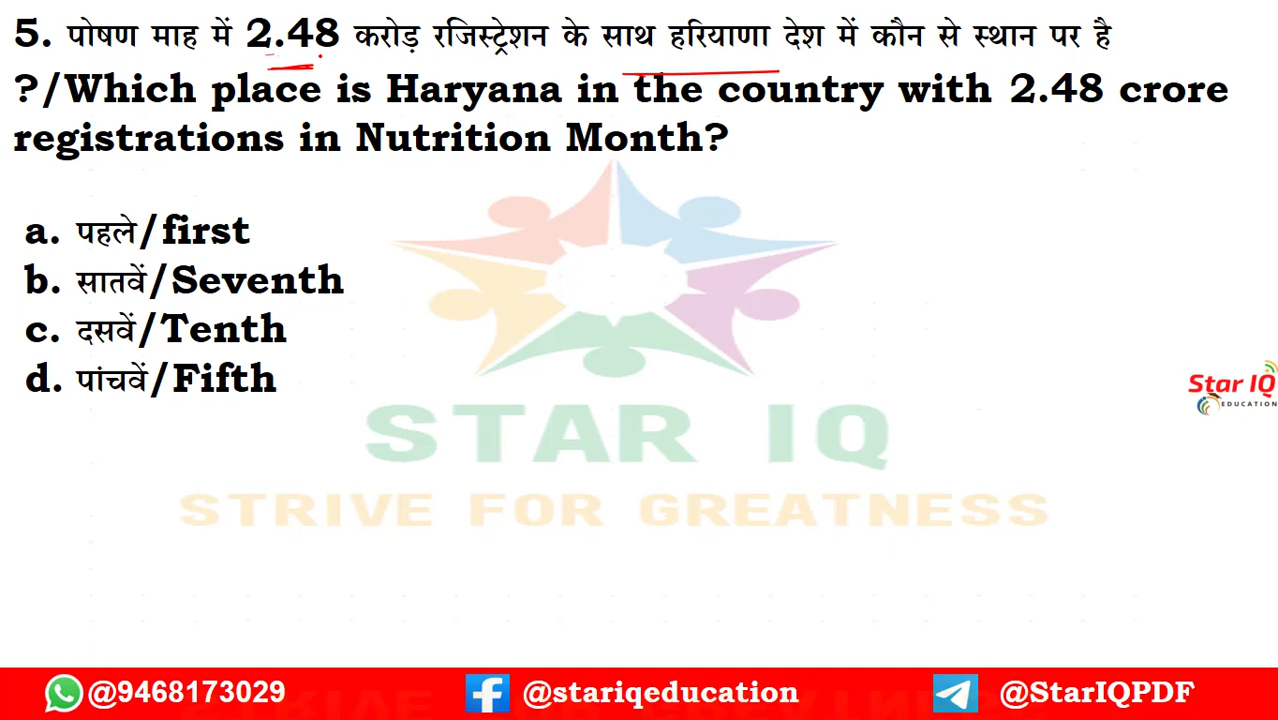 5. पोषण माह में 2.48 करोड़ रजिस्ट्रेशन के साथ हरियाणा देश में कौन से स्थान पर है
?/Which place is Haryana in the country with 2.48 crore
registrations in Nutrition Month?
a. पहले/first
b. सातवें/Seventh
c. दसवें/Tenth
d. पांचवें/Fifth
Star IQ
EDUCATION
STAR IQ
STRIVE FOR GREATNESS
@9468173029
@stariqeducation
@StarIQPDF